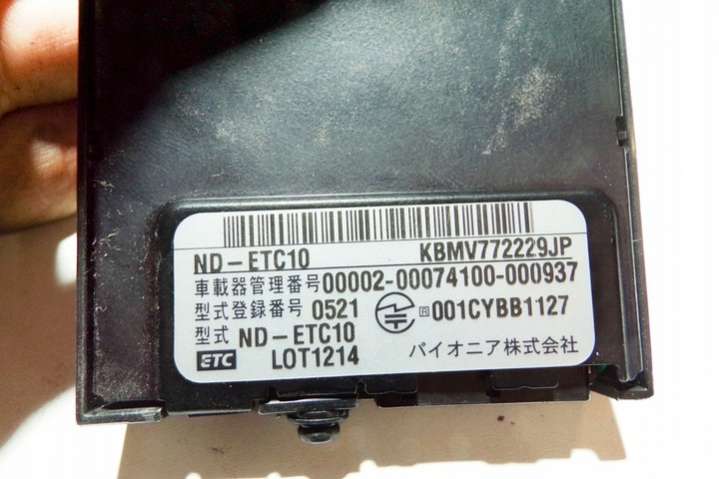 ND-ETC10 KBMV772229JP
車載器管理番号00002-00074100-000937
型式登録番号 0521 R 001CYBB1127
型式 ND-ETC10
ETC LOT1214 パイオニア株式会社